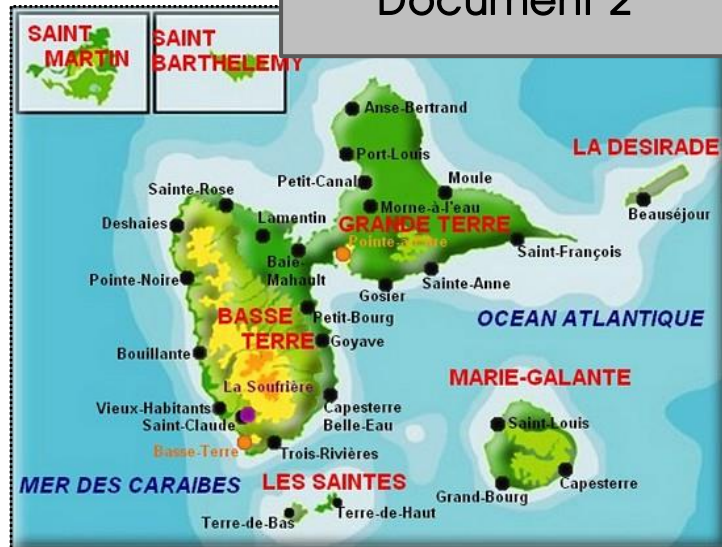 Document 2
SAINT
MARTIN
SAINT
BARTHELEMY
Anse-Bertrand
Port-Louis
LA DESIRADE
Petit-Canal
Moule
Sainte-Rose
Morne-à-l'eau
Beauséjour
Lamentin
GRANDE TERRE
Deshaies
Pointe-à-Pitre
Saint-François
Baie-
Mahault
Pointe-Noire
Sainte-Anne
Gosier
BASSE
TERRE
Petit-Bourg
OCEAN ATLANTIQUE
Goyave
Bouillante
MARIE-GALANTE
La Soufrière
Vieux-Habitants
Capesterre
Belle-Eau
Saint-Claude
Saint-Louis
Basse-Terre
Trois-Rivières
MER DES CARAIBES
LES SAINTES
Capesterre
Grand-Bourg
Terre-de-Haut
Terre-de-Bas